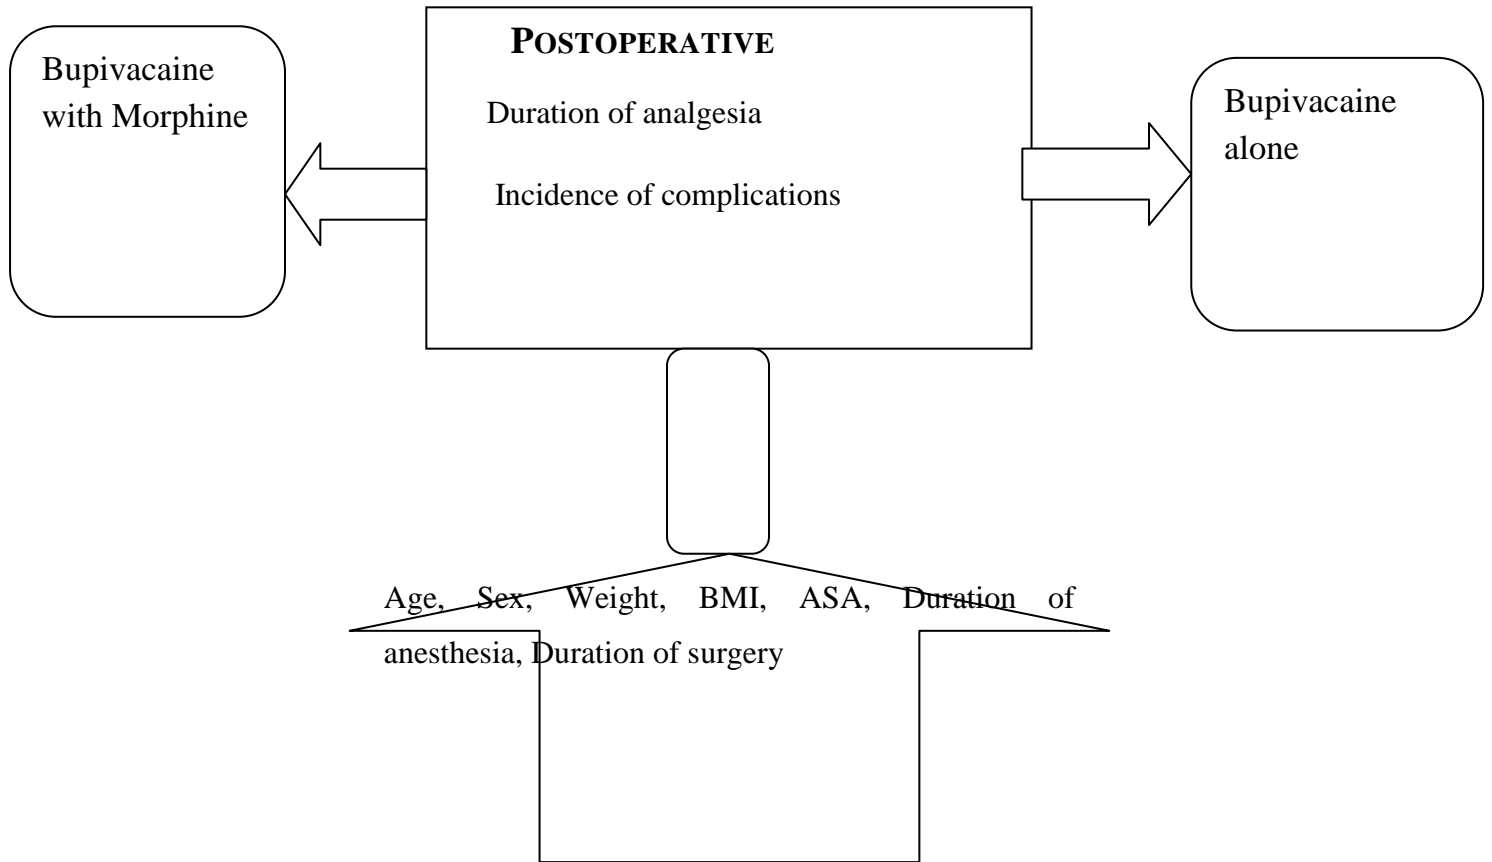 Bupivacaine
with Morphine
POSTOPERATIVE
Duration of analgesia
Incidence of complications
Bupivacaine
alone
Age, Sex, Weight, BMI, ASA, Duration of
anesthesia, Duration of surgery